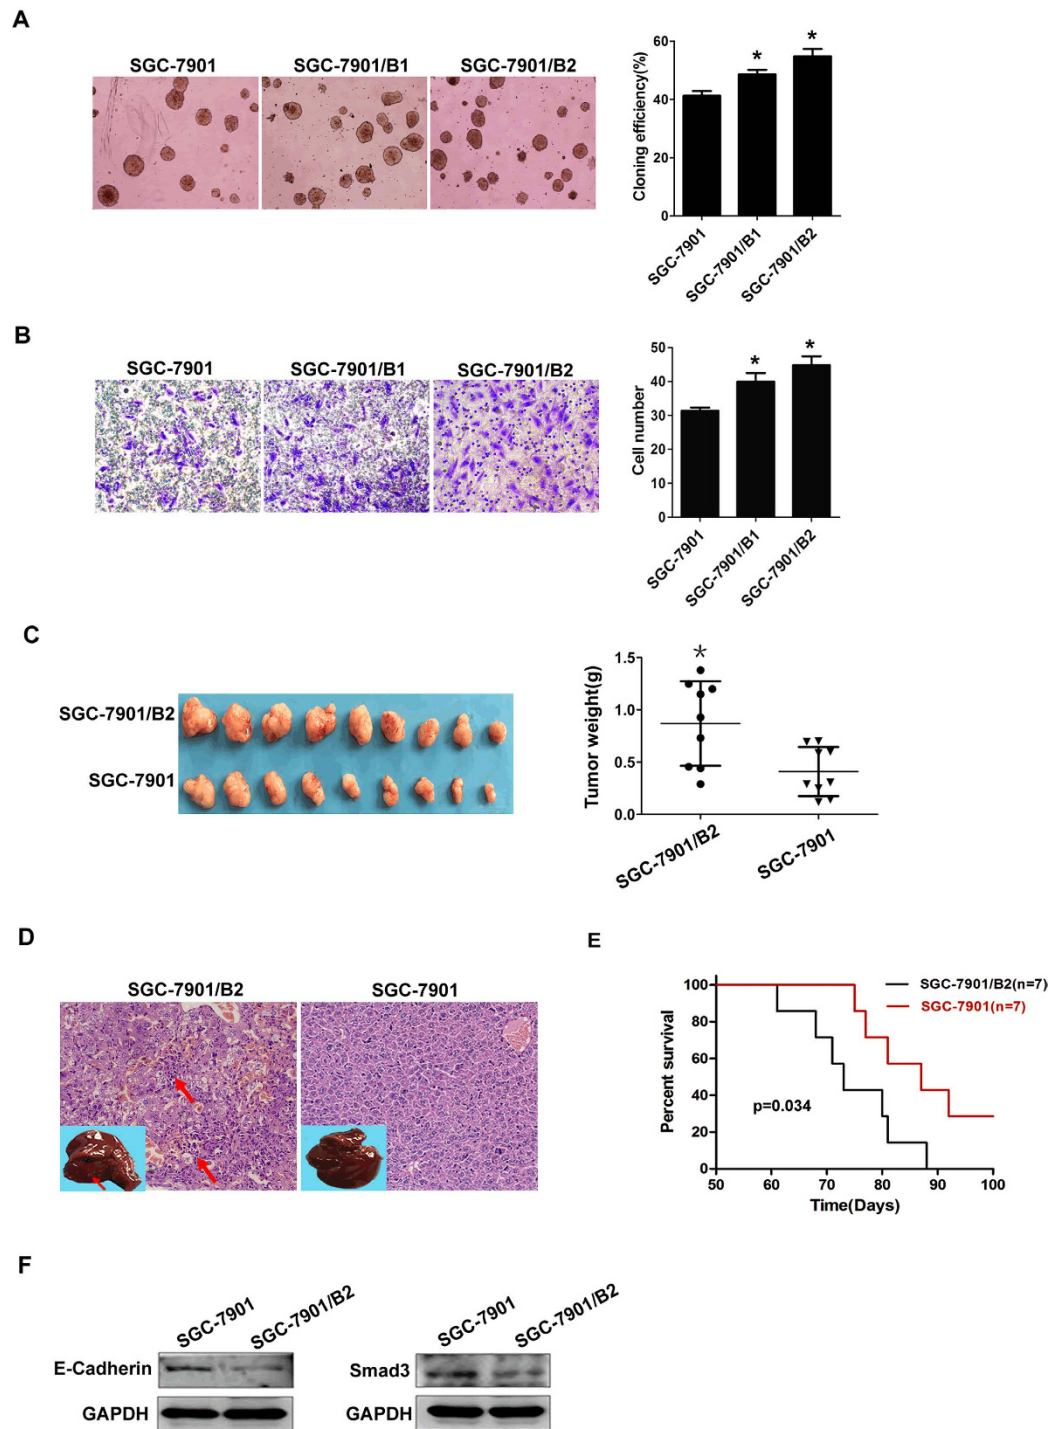 A
SGC-7901
SGC-7901/B1
SGC-7901/B2
Cloning efficiency(%)
60
40
20
0
*
*
SGC-7901
SGC-7901/B1
SGC-7901/B2
B
SGC-7901
SGC-7901/B1
SGC-7901/B2
Cell number
50
40
30
20
10
0
*
*
SGC-7901
SGC-7901/B1
SGC-7901/B2
C
SGC-7901/B2
SGC-7901
Tumor weight(g)
1.5
1.0
0.5
0.0
*
SGC-7901/B2
SGC-7901
D
SGC-7901/B2
SGC-7901
E
Percent survival
100
80
60
40
20
0
SGC-7901/B2(n=7)
SGC-7901(n=7)
p=0.034
50 60 70 80 90 100
Time(Days)
F
SGC-7901
SGC-7901/B2
E-Cadherin
GAPDH
SGC-7901
SGC-7901/B2
Smad3
GAPDH